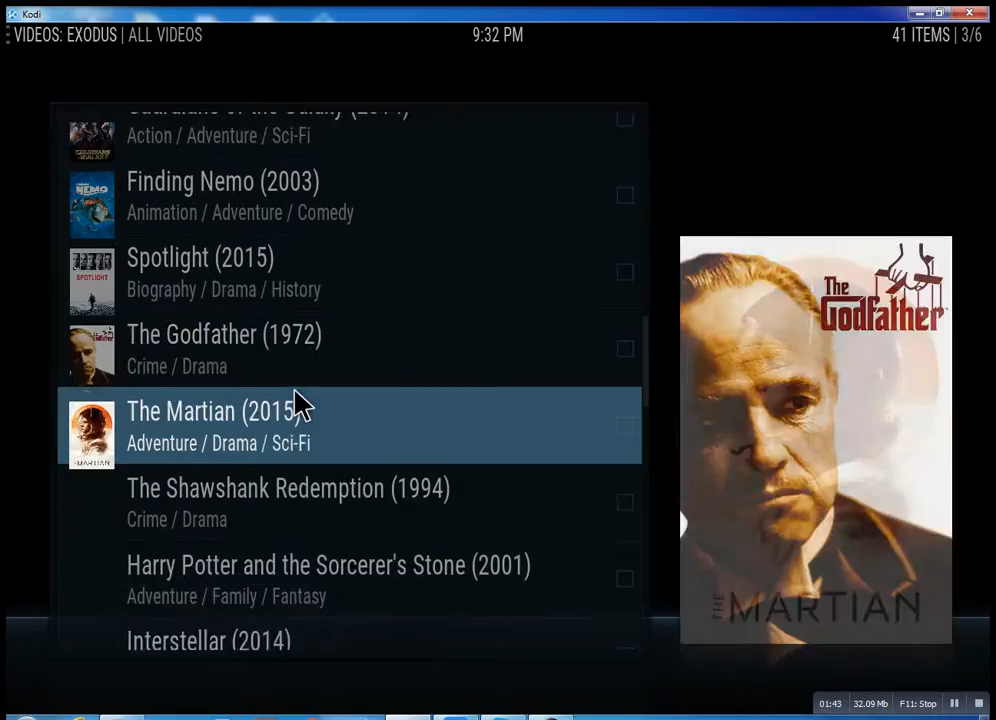 Kodi
VIDEOS: EXODUS | ALL VIDEOS
9:32 PM
41 ITEMS | 3/6
Action / Adventure / Sci-Fi
Finding Nemo (2003)
Animation / Adventure / Comedy
NEMO
Spotlight (2015)
Biography / Drama / History
SPOTLIGHT
The Godfather (1972)
Crime / Drama
The Martian (2015)
Adventure / Drama / Sci-Fi
MARTIAN
The Shawshank Redemption (1994)
Crime / Drama
Harry Potter and the Sorcerer's Stone (2001)
Adventure / Family / Fantasy
Interstellar (2014)
The
Godfather
THE MARTIAN
01:43
32.09 Mb
F11: Stop